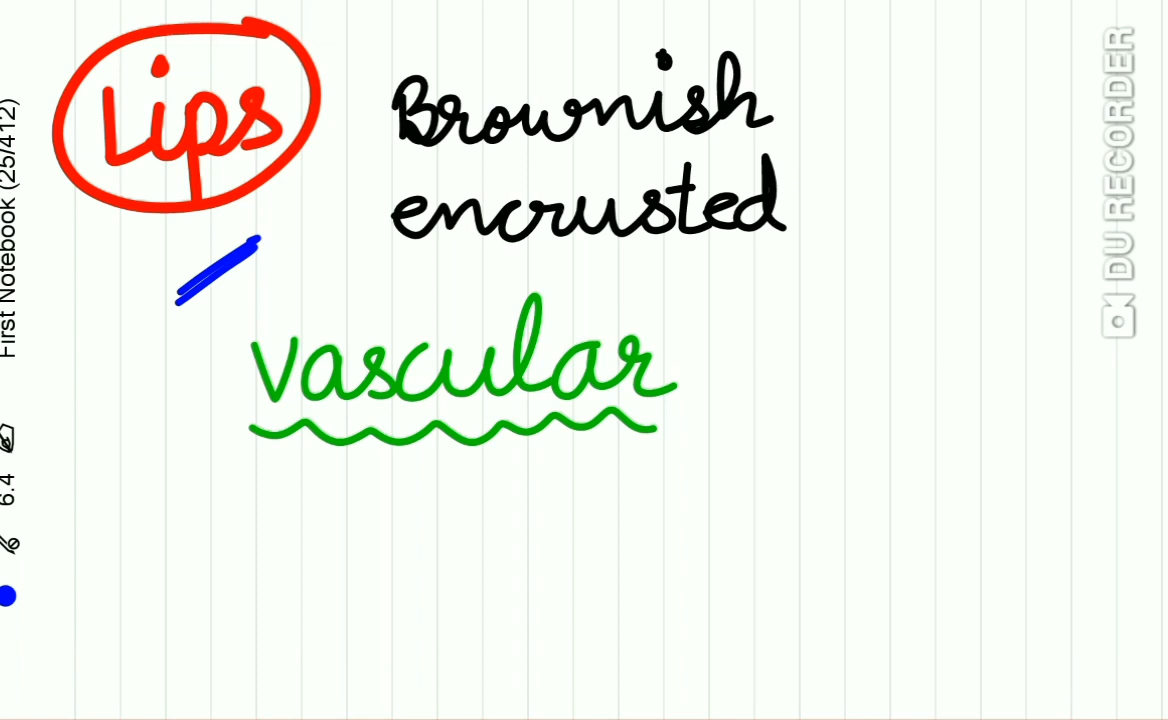 Lips
Brownish
encrusted
Vascular
First Notebook (25/412)
6.4
DU RECORDER